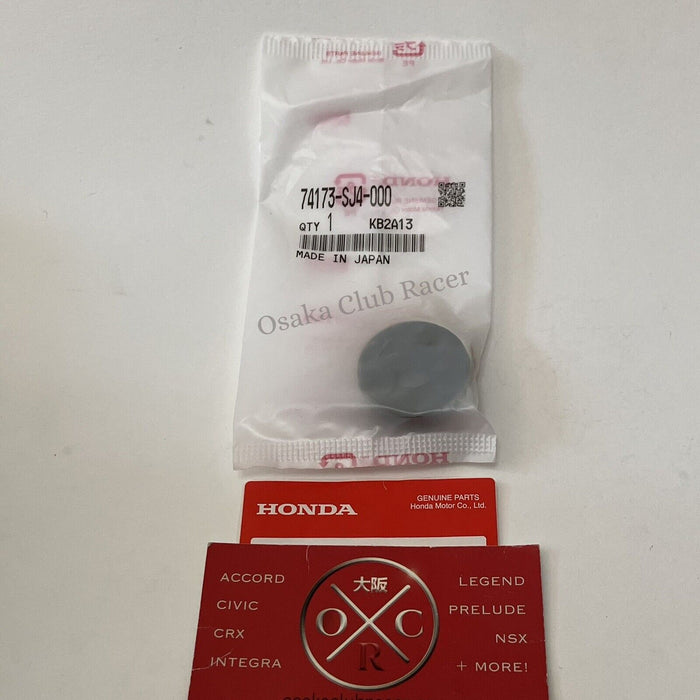 74173-SJ4-000
QTY 1 KB2A13
MADE IN JAPAN
Osaka Club Racer
HOND
HONDA
GENUINE PARTS
Honda Motor Co., Ltd.
ACCORD
CIVIC
CRX
INTEGRA
大阪
O C
R
LEGEND
PRELUDE
NSX
+ MORE!